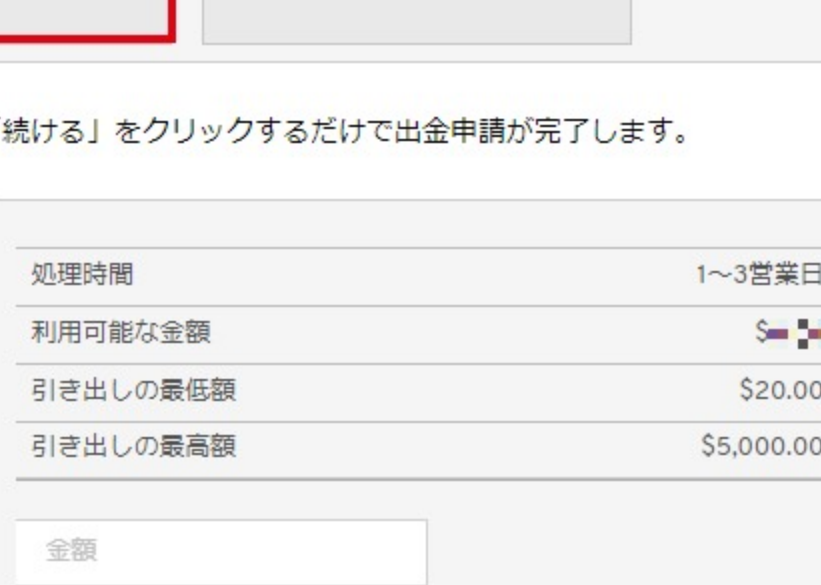 続ける」をクリックするだけで出金申請が完了します。
処理時間 1〜3営業日
利用可能な金額 $
引き出しの最低額 $20.00
引き出しの最高額 $5,000.00
金額